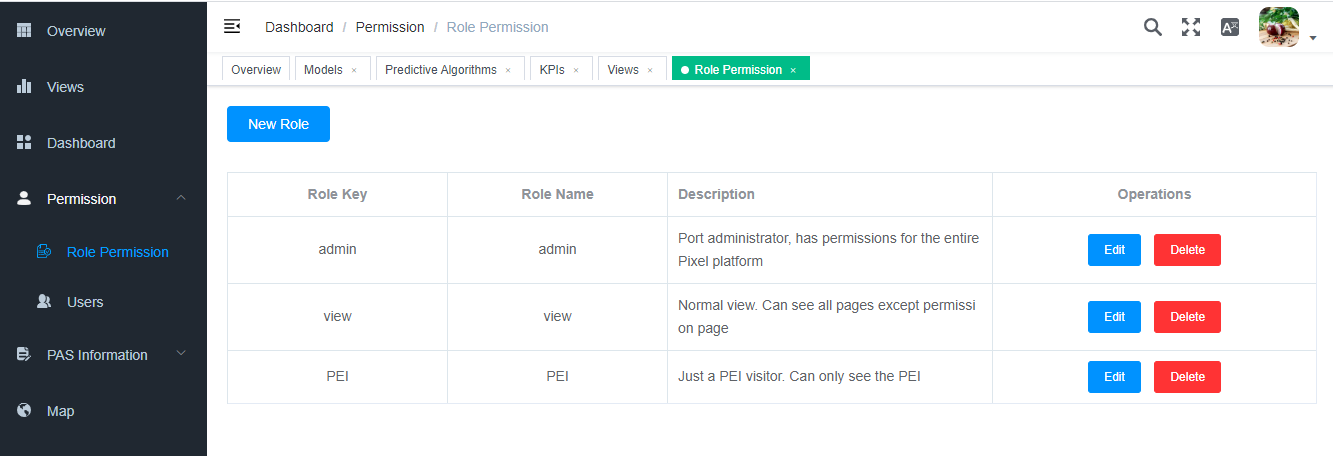 Overview
Views
Dashboard
Permission
Role Permission
Users
PAS Information
Map
Dashboard / Permission / Role Permission
Overview Models × Predictive Algorithms × KPIs × Views × Role Permission ×
New Role
Role Key Role Name Description Operations
admin admin Port administrator, has permissions for the entire
Pixel platform
Edit Delete
view view Normal view. Can see all pages except permissi
on page
Edit Delete
PEI PEI Just a PEI visitor. Can only see the PEI Edit Delete